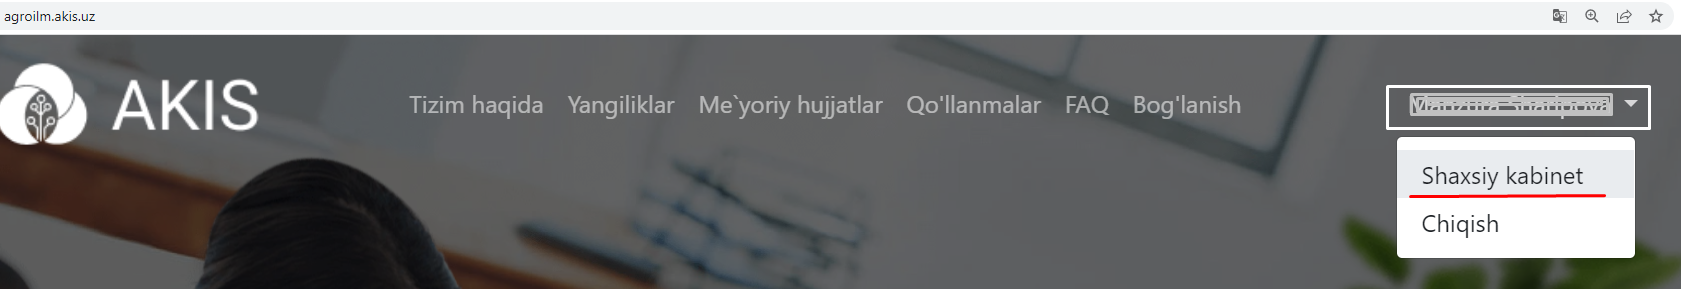 agroilm.akis.uz
AKIS
Tizim haqida Yangiliklar Me`yoriy hujjatlar Qo'llanmalar FAQ Bog'lanish
Shaxsiy kabinet
Chiqish